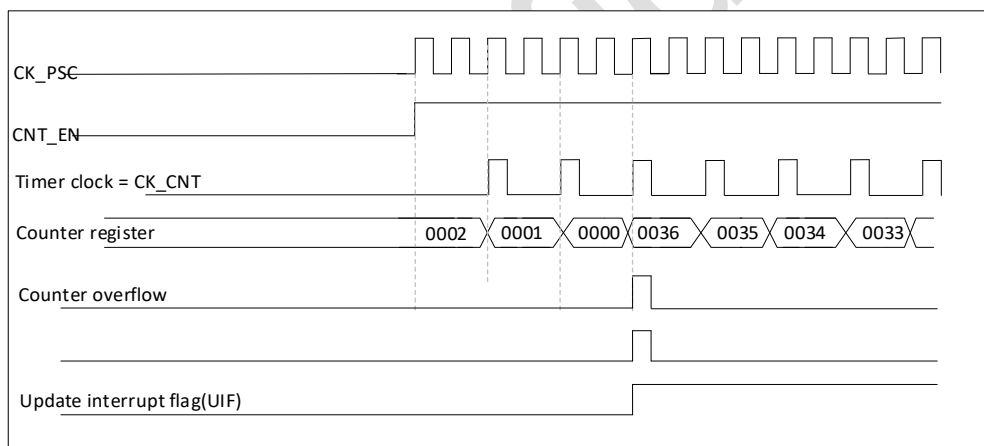 CK_PSC
CNT_EN
Timer clock = CK_CNT
Counter register 0002 0001 0000 0036 0035 0034 0033
Counter overflow
Update interrupt flag(UIF)